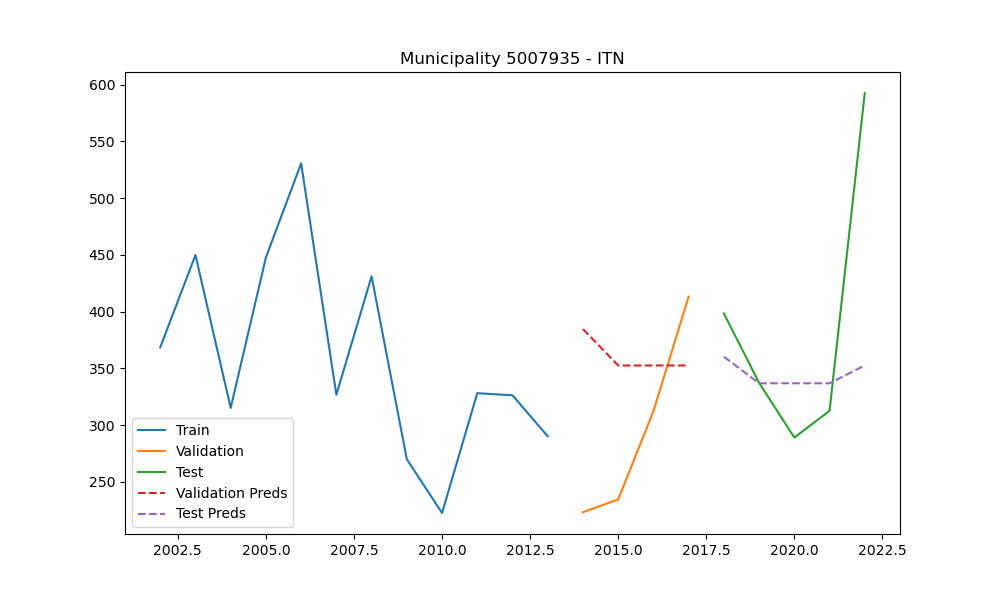 Municipality 5007935 - ITN
600
550
500
450
400
350
300
250
Train
Validation
Test
Validation Preds
Test Preds
2002.5 2005.0 2007.5 2010.0 2012.5 2015.0 2017.5 2020.0 2022.5